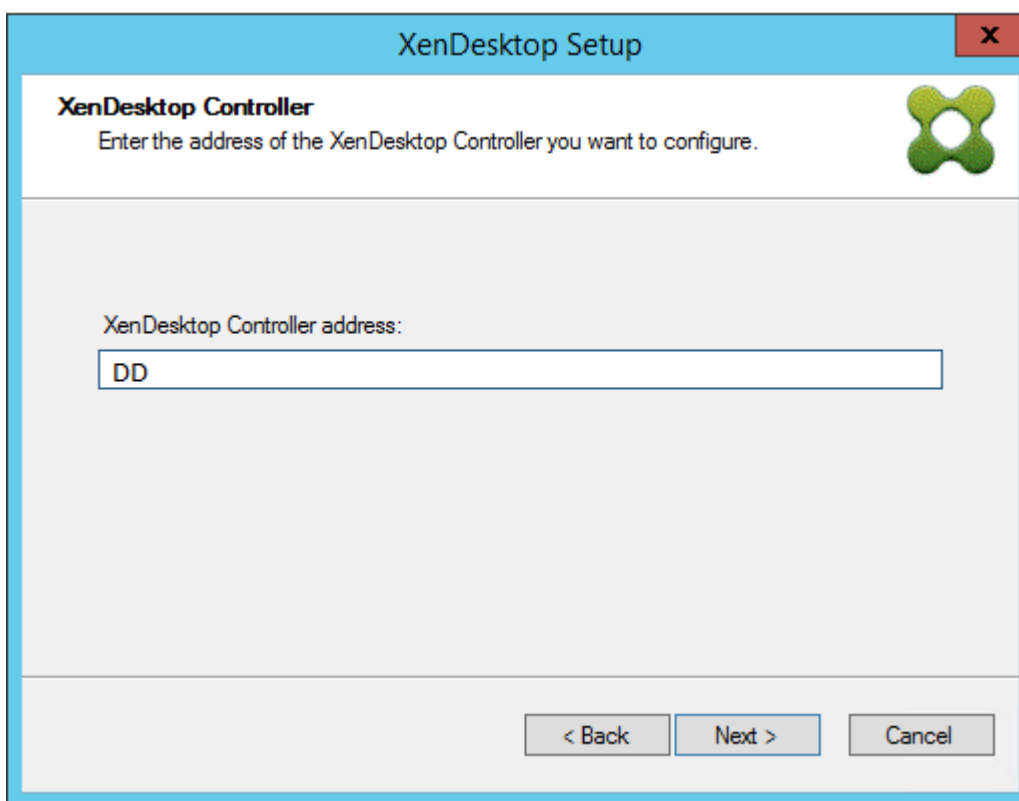 XenDesktop Setup
x
XenDesktop Controller
Enter the address of the XenDesktop Controller you want to configure.
XenDesktop Controller address:
DD
< Back Next > Cancel